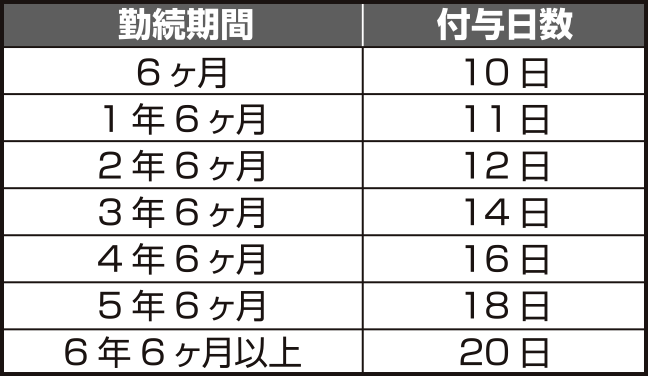 勤続期間 付与日数
6ヶ月 10日
1年6ヶ月 11日
2年6ヶ月 12日
3年6ヶ月 14日
4年6ヶ月 16日
5年6ヶ月 18日
6年6ヶ月以上 20日